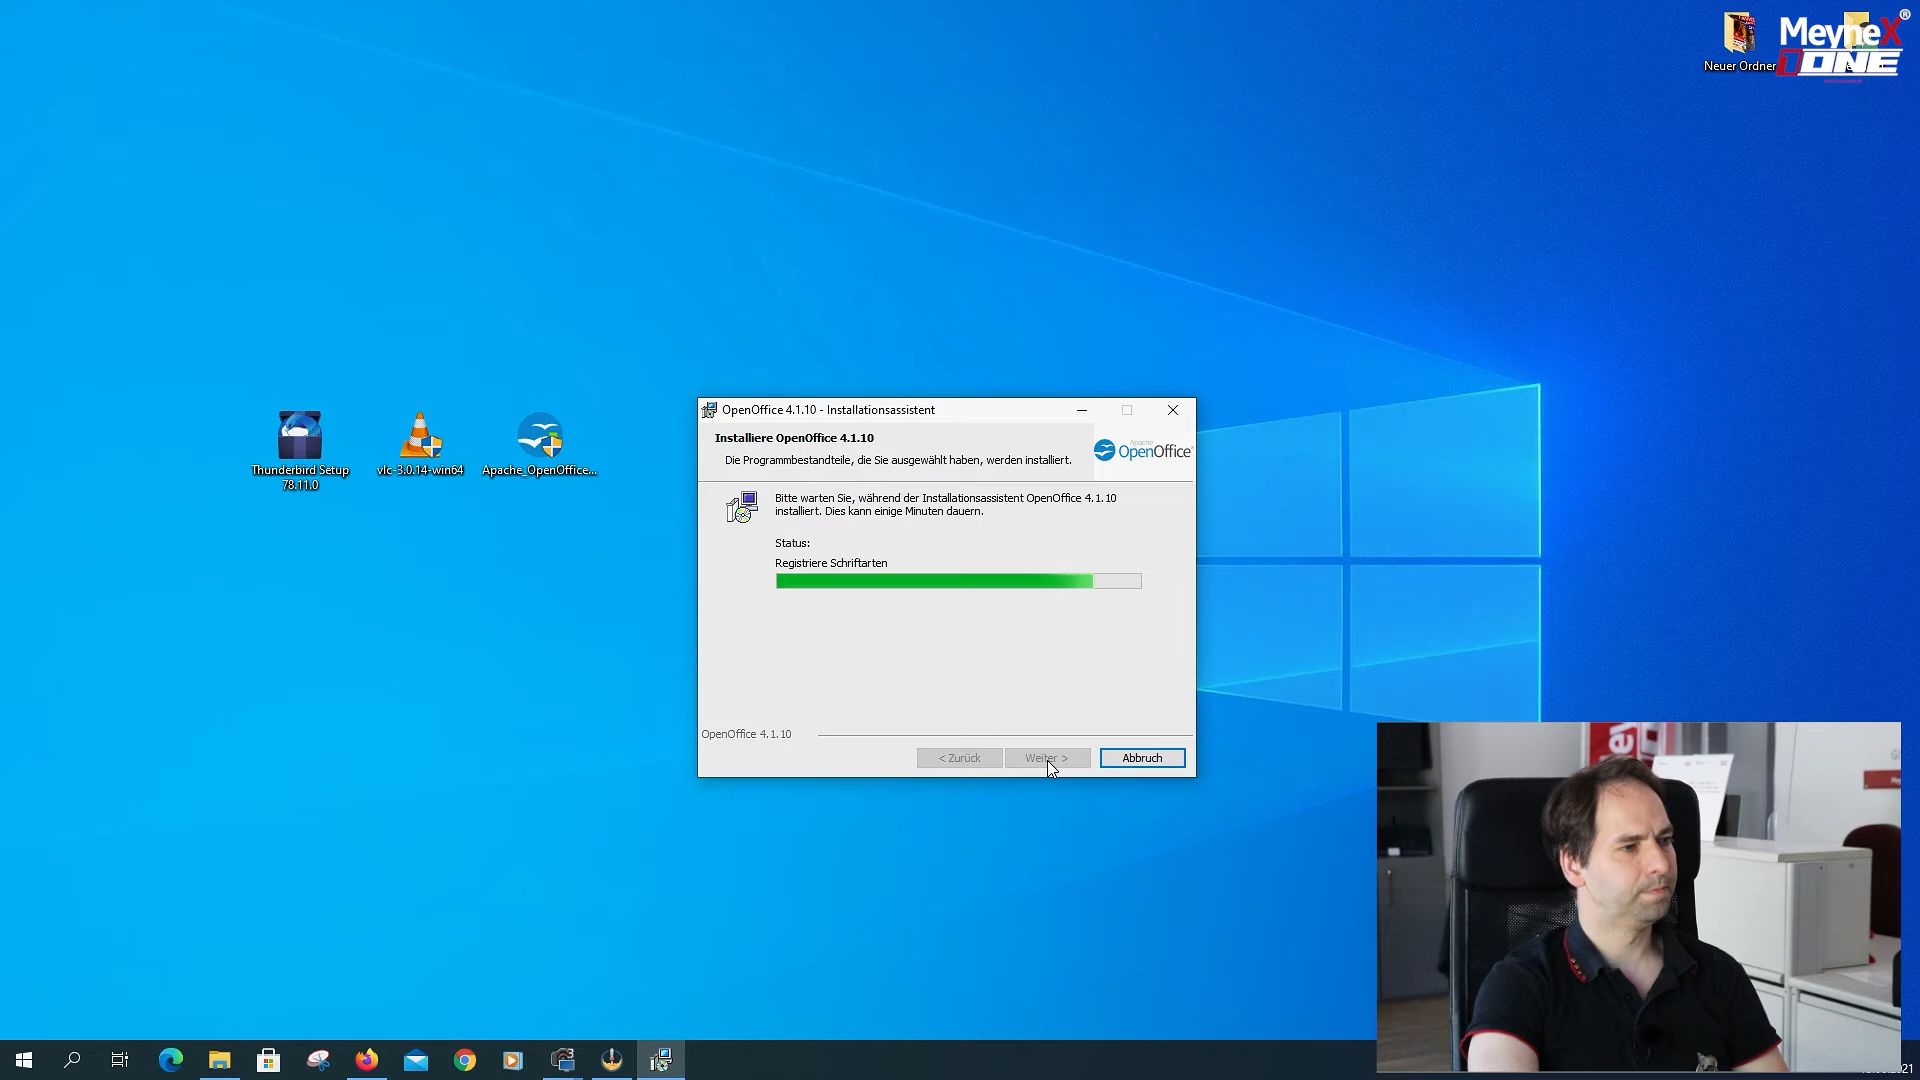 MeyneX®
ONE
Neuer Ordner
Thunderbird Setup
78.11.0
vlc-3.0.14-win64
Apache_OpenOffice...
OpenOffice 4.1.10 - Installationsassistent
Installiere OpenOffice 4.1.10
Die Programmbestandteile, die Sie ausgewählt haben, werden installiert.
Apache
OpenOffice
Bitte warten Sie, während der Installationsassistent OpenOffice 4.1.10
installiert. Dies kann einige Minuten dauern.
Status:
Registriere Schriftarten
OpenOffice 4.1.10
< Zurück
Weiter >
Abbruch